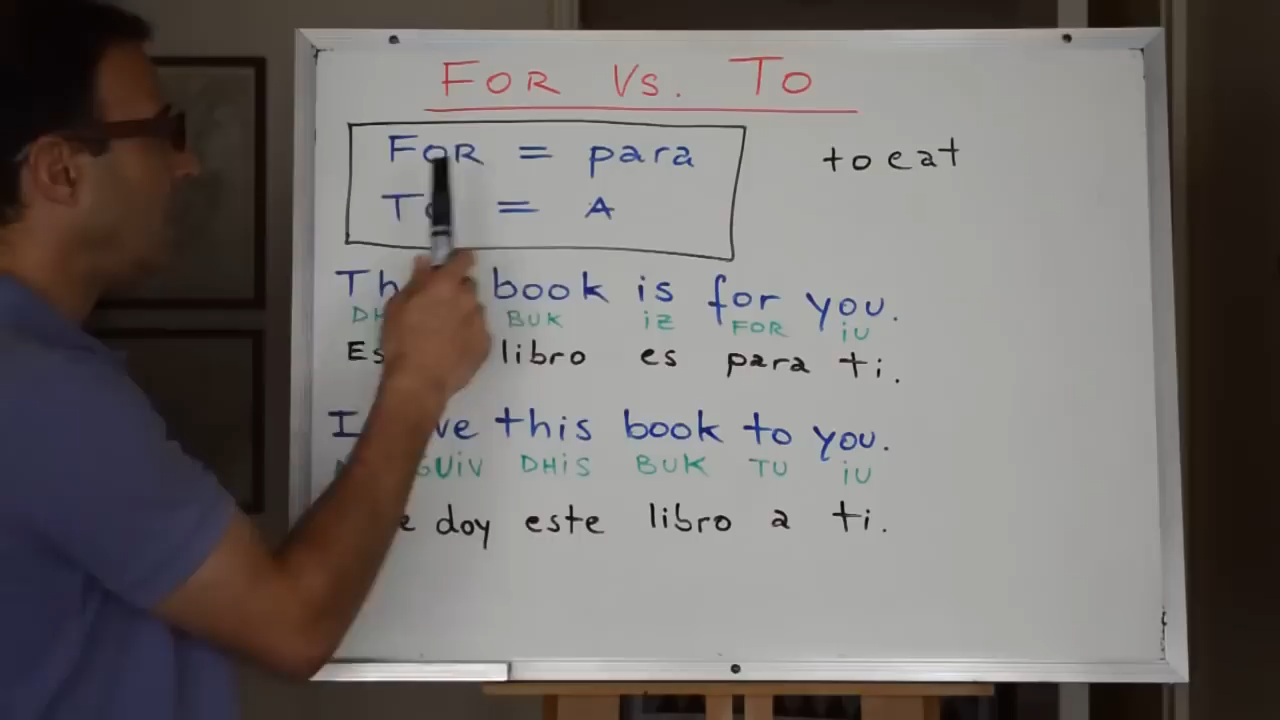 FOR Vs. TO
FOR = para
to eat
TO = A
book is for you.
BUK iZ FOR iU
libro es para ti.
I this book to you.
GUiV DHiS BUK TU iU
doy este libro a ti.